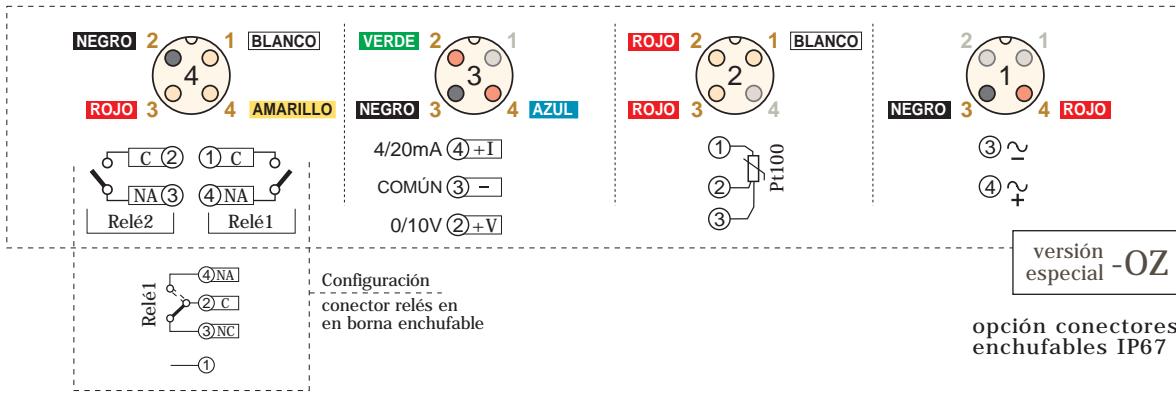 NEGRO 2 1 BLANCO
4
ROJO 3 4 AMARILLO
C 2 1 C
NA 3 4 NA
Relé2 Relé1
VERDE 2 1
3
NEGRO 3 4 AZUL
4/20mA 4 +I
COMÚN 3 −
0/10V 2 +V
ROJO 2 1 BLANCO
2
ROJO 3 4
1
2
3
Pt100
2 1
1
NEGRO 3 4 ROJO
3 ~ −
4 ~ +
Relé1
4 NA
2 C
3 NC
1
Configuración
conector relés en
en borna enchufable
versión
especial -OZ
opción conectores
enchufables IP67